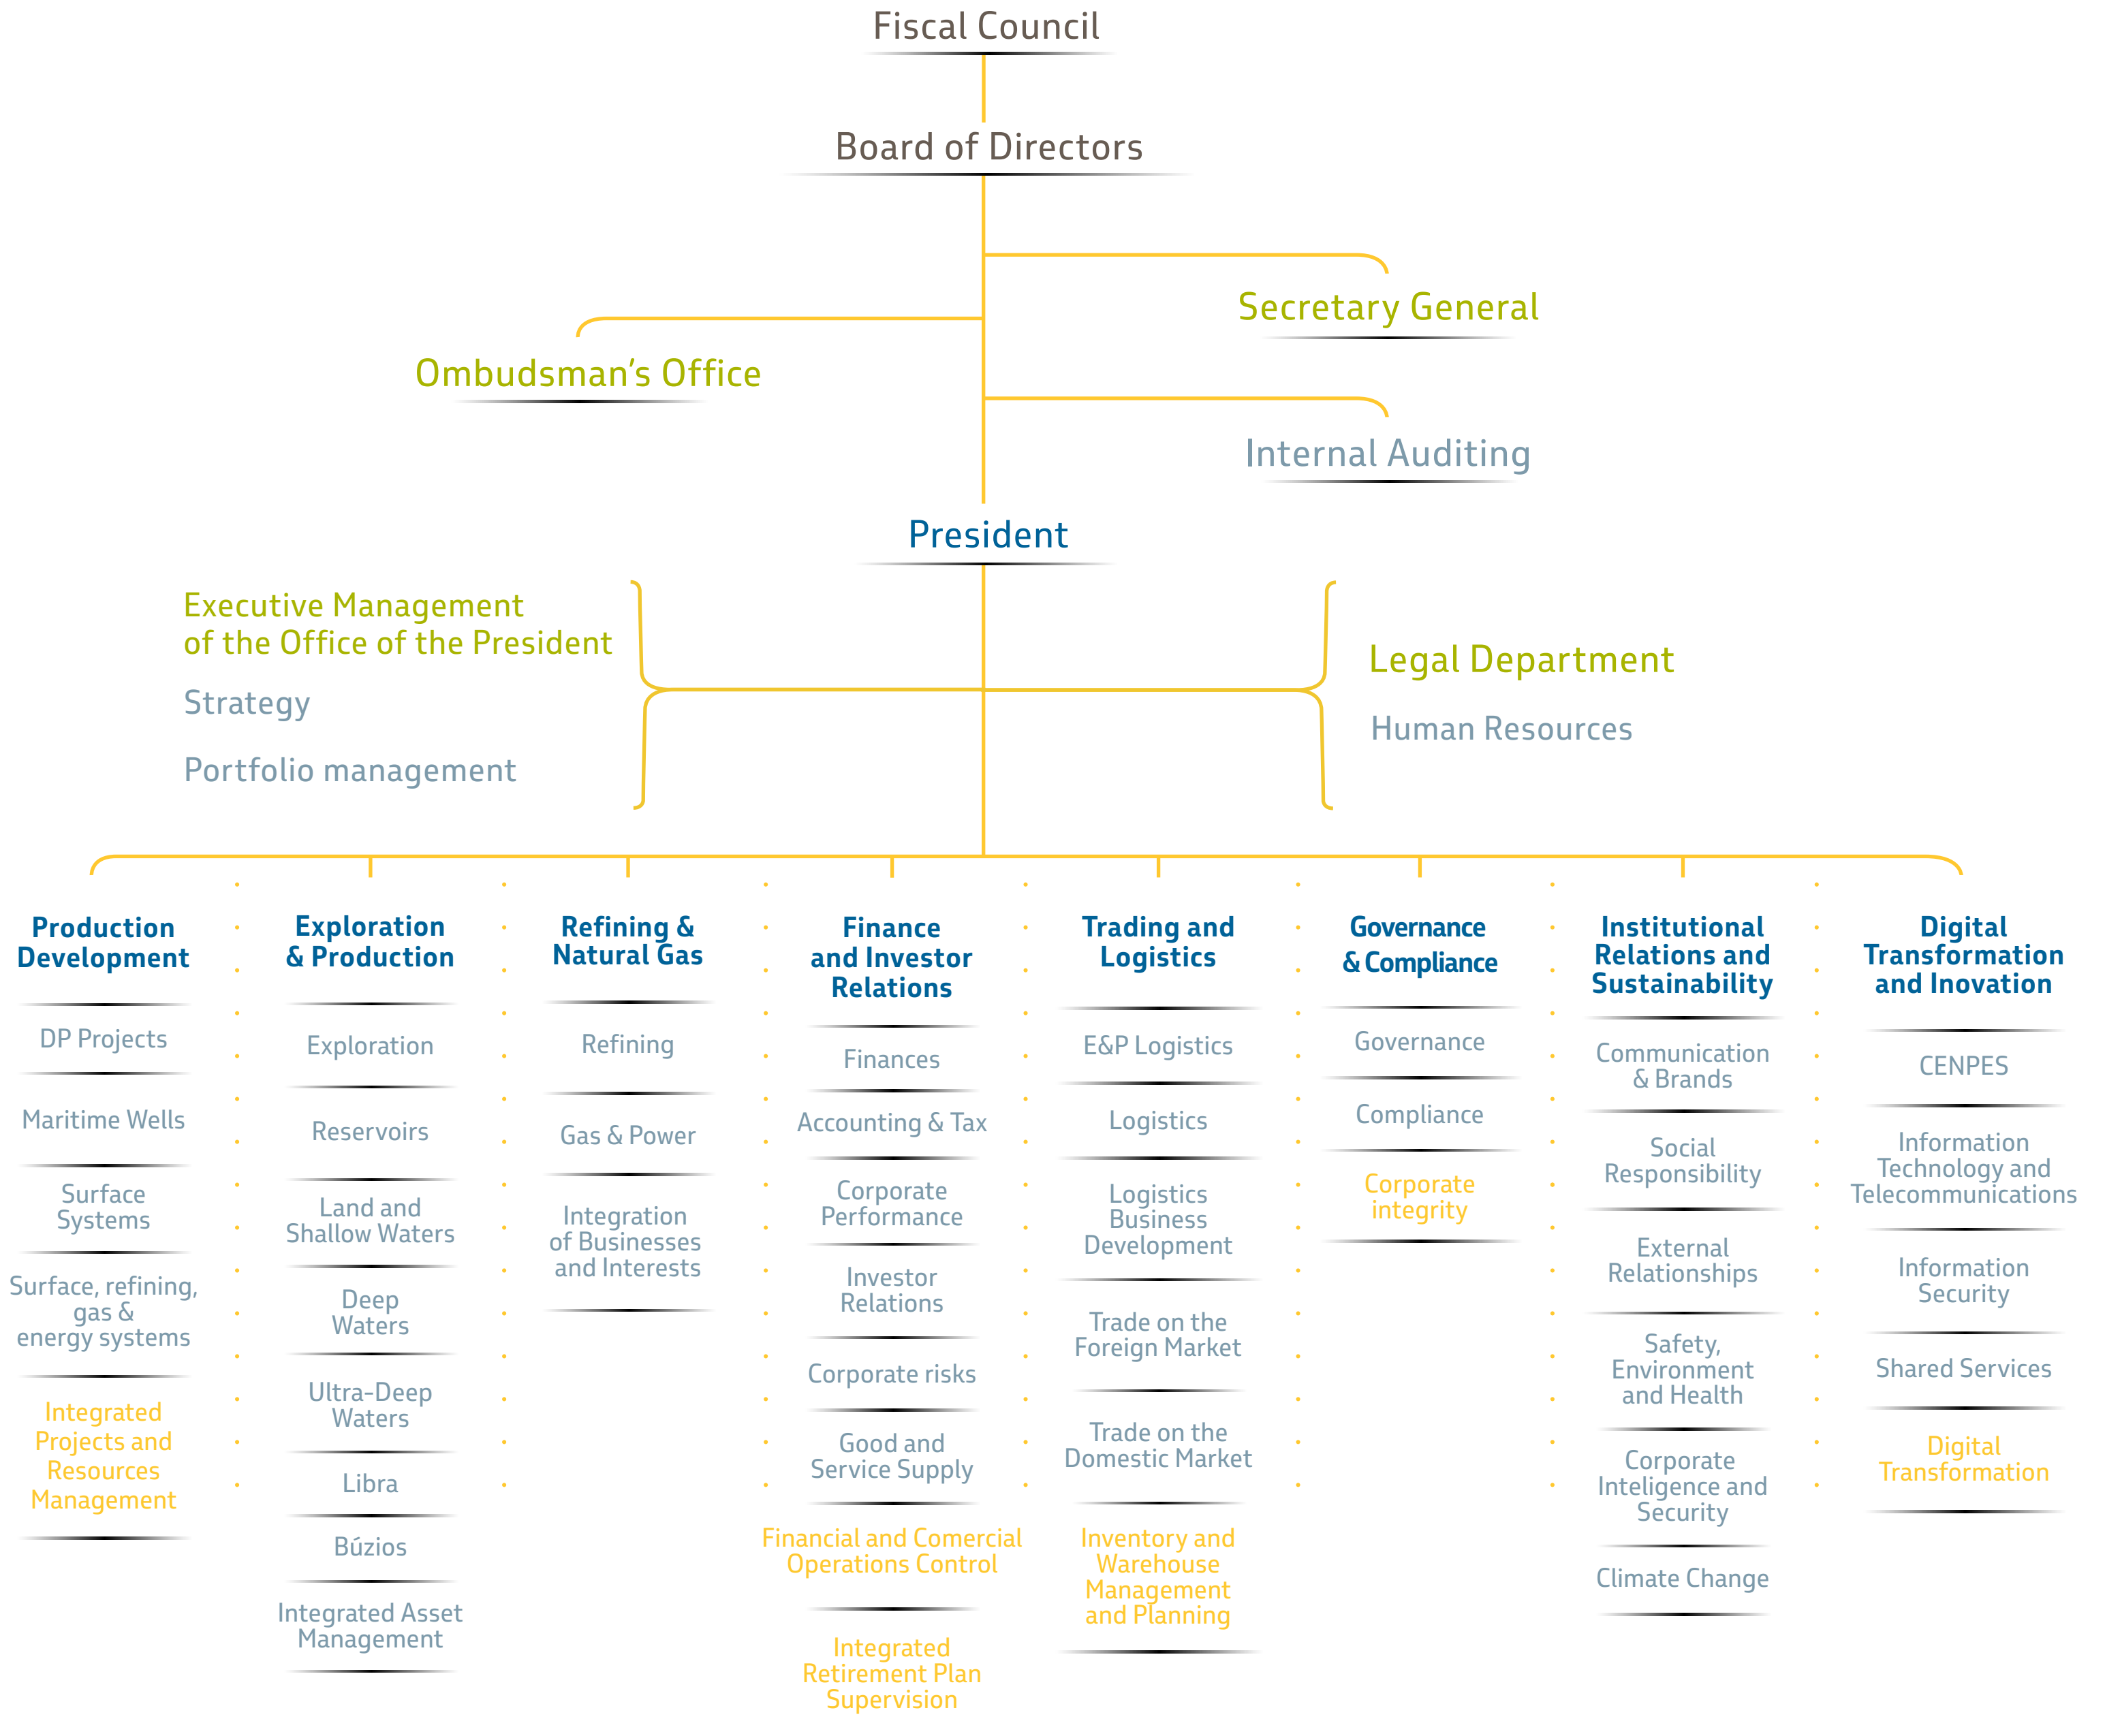 Fiscal Council
Board of Directors
Secretary General
Ombudsman’s Office
Internal Auditing
President
Executive Management
of the Office of the President
Strategy
Portfolio management
Legal Department
Human Resources
Production
Development
DP Projects
Maritime Wells
Surface
Systems
Surface, refining,
gas &
energy systems
Integrated
Projects and
Resources
Management
Exploration
& Production
Exploration
Reservoirs
Land and
Shallow Waters
Deep
Waters
Ultra-Deep
Waters
Libra
Búzios
Integrated Asset
Management
Refining &
Natural Gas
Refining
Gas & Power
Integration
of Businesses
and Interests
Finance
and Investor
Relations
Finances
Accounting & Tax
Corporate
Performance
Investor
Relations
Corporate risks
Good and
Service Supply
Financial and Comercial
Operations Control
Integrated
Retirement Plan
Supervision
Trading and
Logistics
E&P Logistics
Logistics
Logistics
Business
Development
Trade on the
Foreign Market
Trade on the
Domestic Market
Inventory and
Warehouse
Management
and Planning
Governance
& Compliance
Governance
Compliance
Corporate
integrity
Institutional
Relations and
Sustainability
Communication
& Brands
Social
Responsibility
External
Relationships
Safety,
Environment
and Health
Corporate
Inteligence and
Security
Climate Change
Digital
Transformation
and Inovation
CENPES
Information
Technology and
Telecommunications
Information
Security
Shared Services
Digital
Transformation